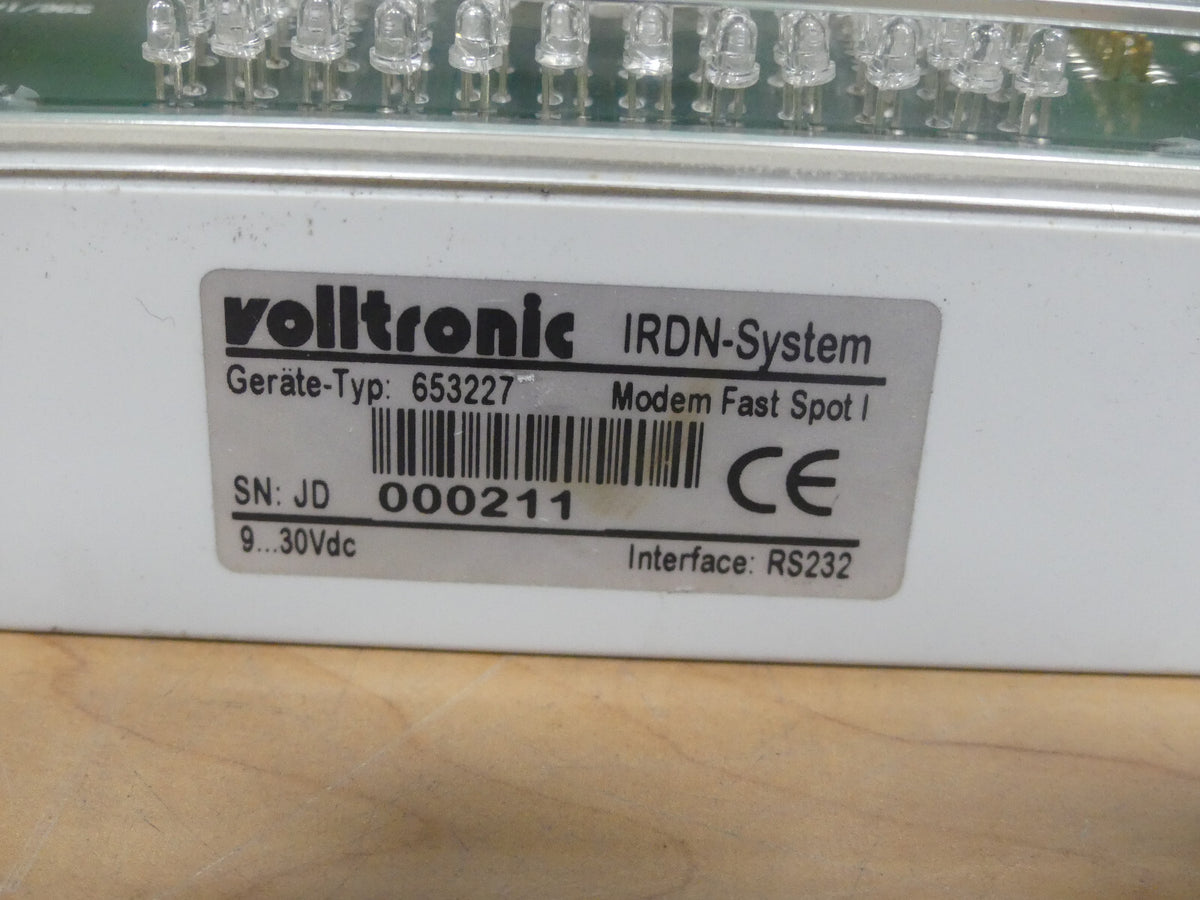 volltronic IRDN-System
Geräte-Typ: 653227 Modem Fast Spot I
SN: JD 000211 CE
9...30Vdc Interface: RS232